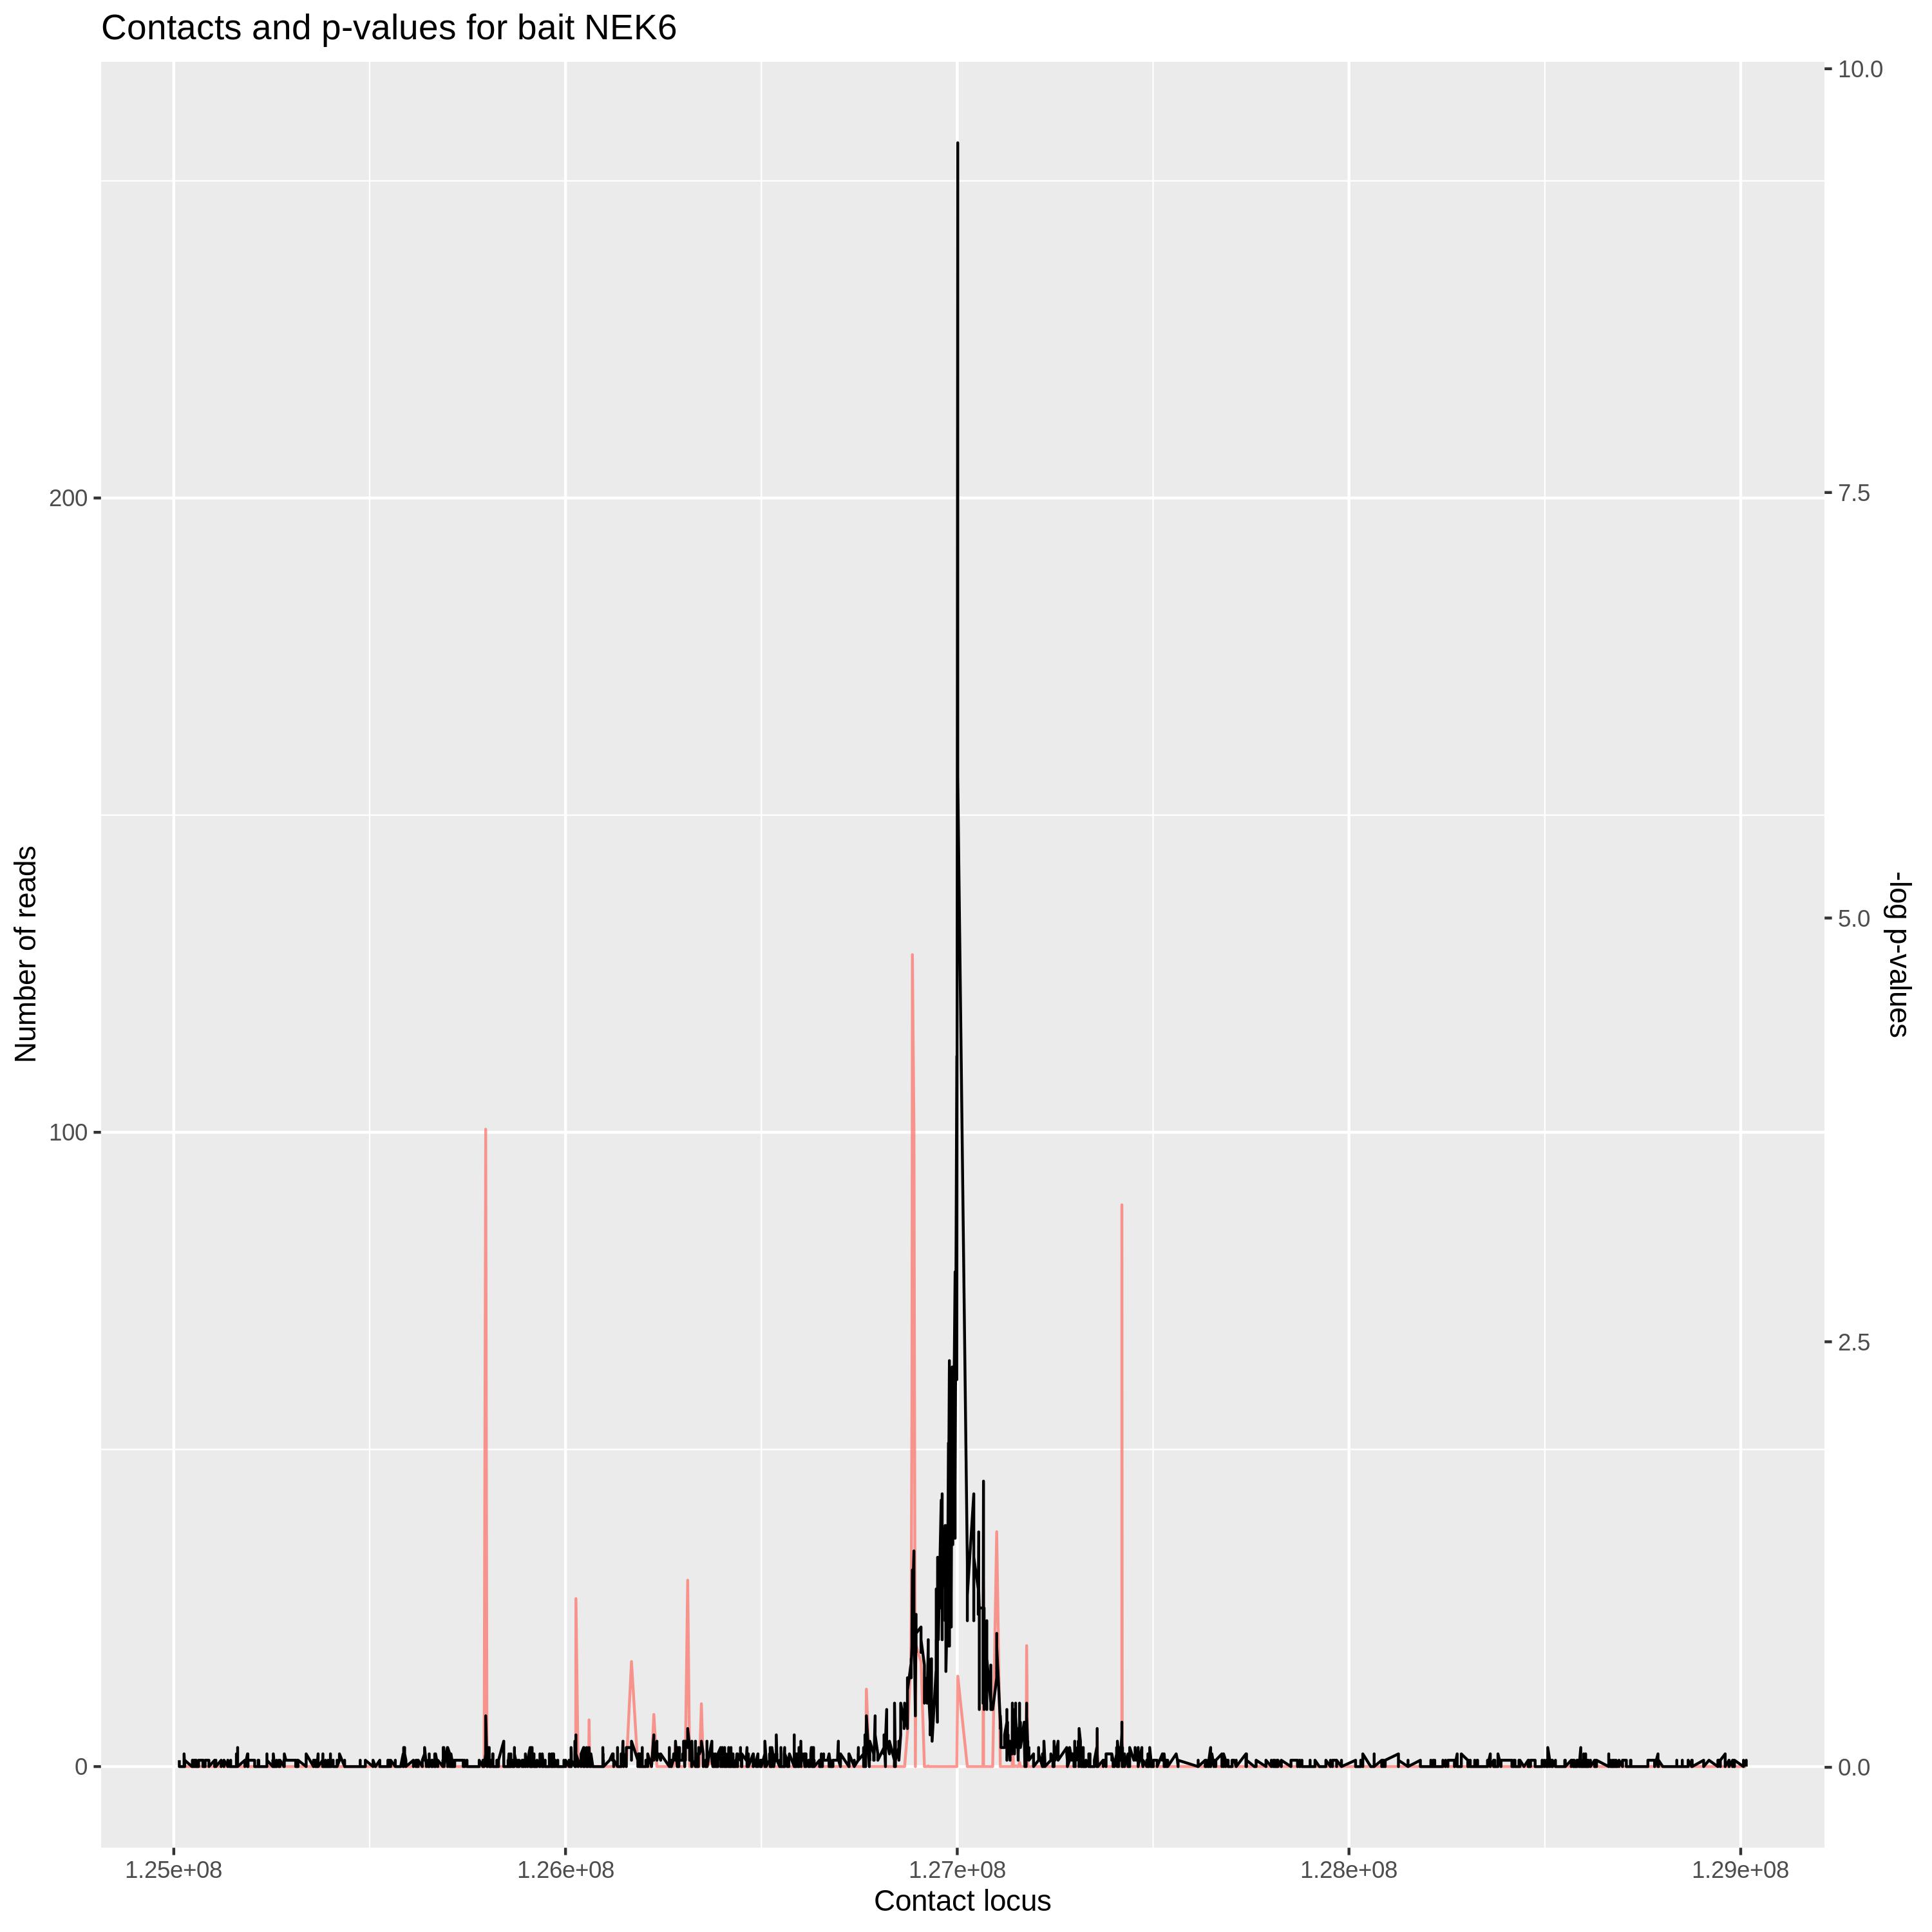 Contacts and p-values for bait NEK6
Number of reads
200
100
0
10.0
7.5
5.0
2.5
0.0
-log p-values
1.25e+08 1.26e+08 1.27e+08 1.28e+08 1.29e+08
Contact locus